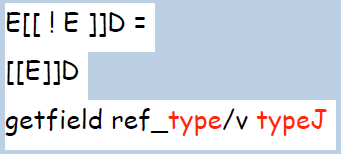 E[[ ! E ]]D =
[[E]]D
getfield ref_type/v typeJ